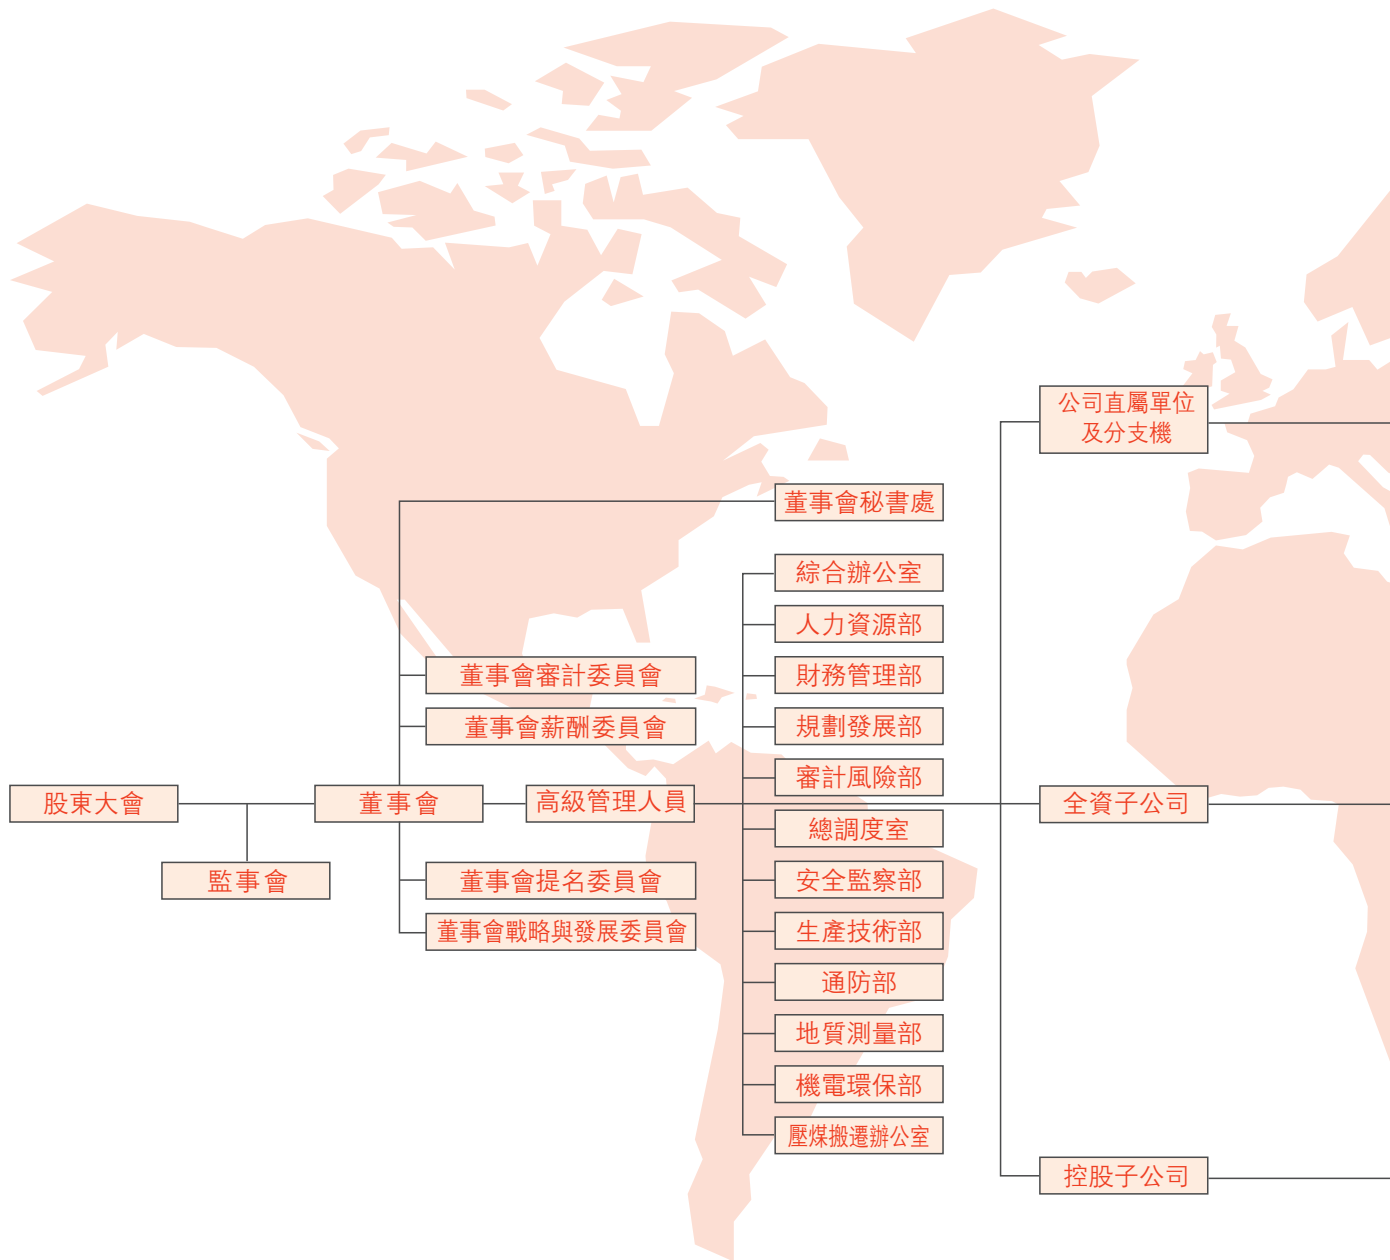 公司直屬單位
及分支機
董事會秘書處
綜合辦公室
人力資源部
財務管理部
董事會審計委員會
規劃發展部
董事會薪酬委員會
審計風險部
股東大會
董事會
高級管理人員
全資子公司
總調度室
監事會
董事會提名委員會
安全監察部
董事會戰略與發展委員會
生產技術部
通防部
地質測量部
機電環保部
壓煤搬遷辦公室
控股子公司